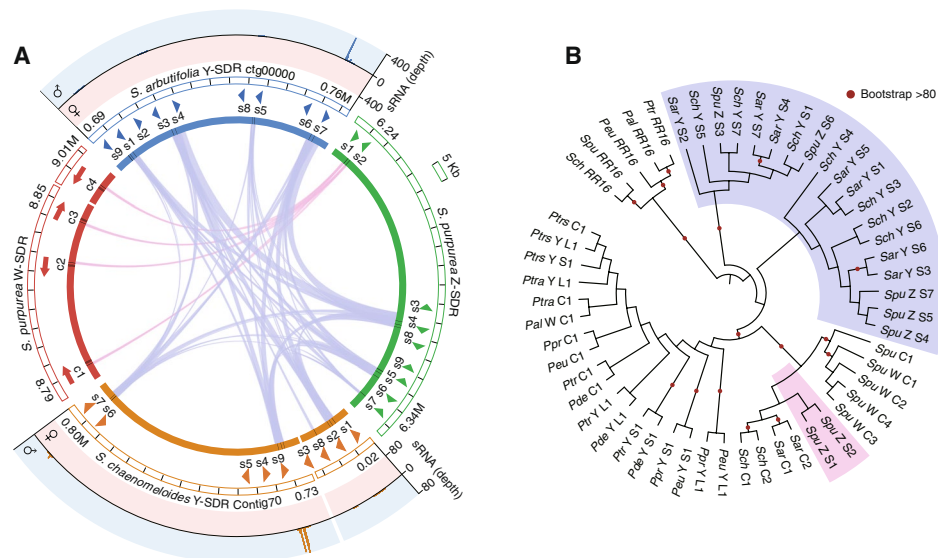 A
♂
♀
400
0
400
sRNA (depth)
S. arbutifolia Y-SDR ctg00000
0.69
0.76M
s9
s1
s2
s3
s4
s8
s5
s6
s7
6.24
s1
s2
5 Kb
S. purpurea Z-SDR
s3
s4
s8
s9
s5
s6
s7
6.34M
9.01M
8.85
8.79
S. purpurea W-SDR
c4
c3
c2
c1
s7
s6
s5
s4
s9
s3
s8
s2
s1
0.80M
S. chaenomeloides Y-SDR Contig70
0.73
0.02
80
0
80
sRNA (depth)
♂
♀
B
Bootstrap >80
Sch RR16
Spu RR16
Peu RR16
Pal RR16
Ptr RR16
Sar Y S2
Sch Y S5
Spu Z S3
Sch Y S7
Sar Y S7
Sar Y S4
Sch Y S1
Spu Z S6
Sch Y S4
Sar Y S5
Sar Y S1
Sch Y S3
Sch Y S2
Sch Y S6
Sar Y S6
Sar Y S3
Spu Z S7
Spu Z S5
Spu Z S4
Spu C1
Spu W C1
Spu W C2
Spu W C4
Spu W C3
Spu Z S2
Spu Z S1
Sar C2
Sar C1
Sch C2
Sch C1
Peu Y L1
Ppr Y L1
Peu Y S1
Ppr Y S1
Pde Y S1
Ptr Y S1
Pde Y L1
Ptr Y L1
Pde C1
Ptr C1
Peu C1
Ppr C1
Pal W C1
Ptra C1
Ptra Y L1
Ptrs Y S1
Ptrs Y L1
Ptrs C1